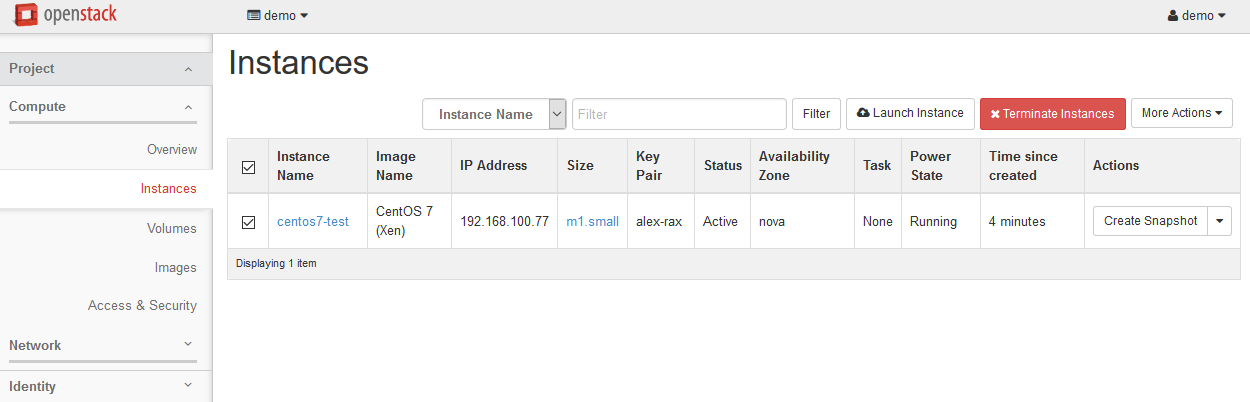 openstack
demo
demo
Project
Compute
Overview
Instances
Volumes
Images
Access & Security
Network
Identity
Instances
Instance Name
Filter
Filter
Launch Instance
Terminate Instances
More Actions
Instance Name
Image Name
IP Address
Size
Key Pair
Status
Availability Zone
Task
Power State
Time since created
Actions
centos7-test
CentOS 7 (Xen)
192.168.100.77
m1.small
alex-rax
Active
nova
None
Running
4 minutes
Create Snapshot
Displaying 1 item